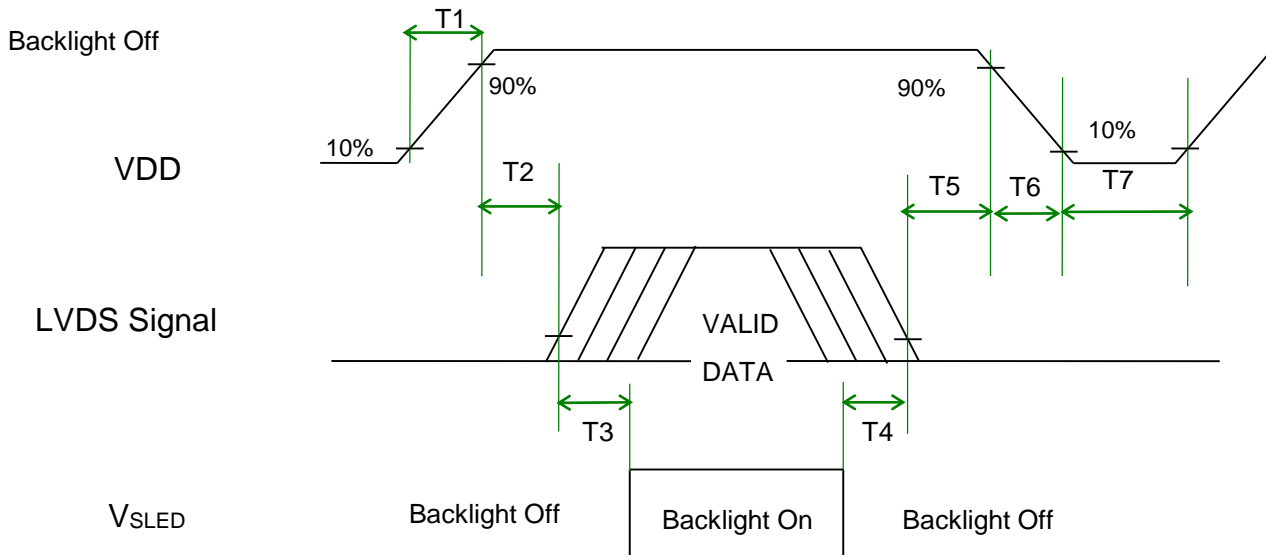 T1
Backlight Off
90%
90%
10%
10%
VDD
T2
T5
T6
T7
LVDS Signal
VALID
DATA
T3
T4
VSLED
Backlight Off
Backlight On
Backlight Off